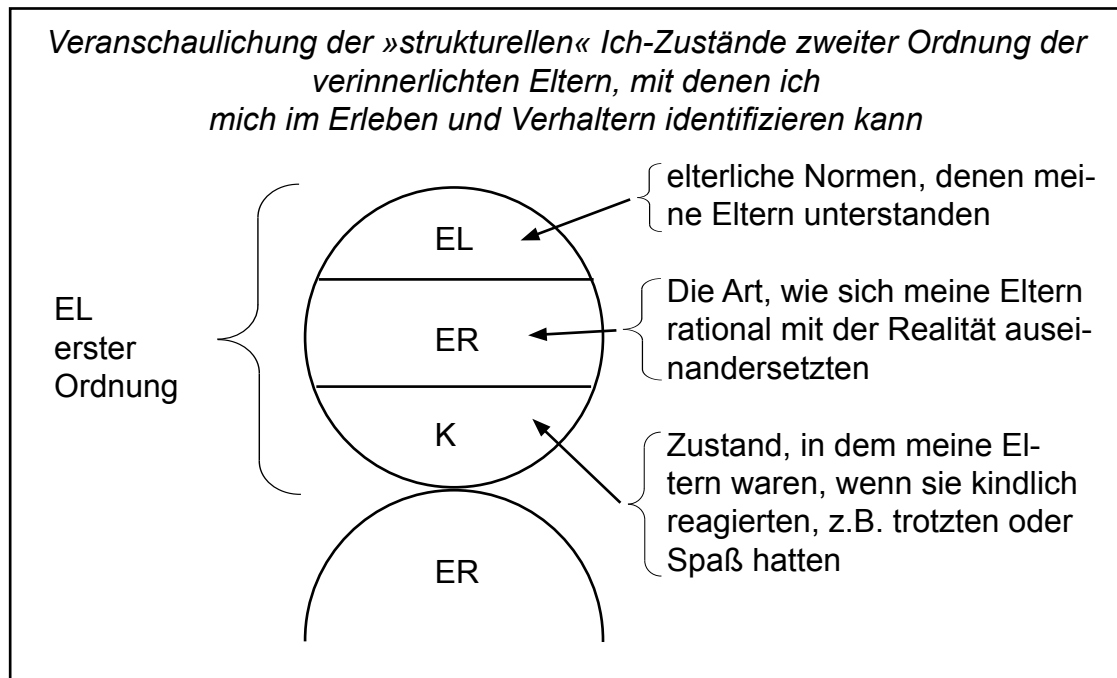 Veranschaulichung der »strukturellen« Ich-Zustände zweiter Ordnung der
verinnerlichten Eltern, mit denen ich
mich im Erleben und Verhaltern identifizieren kann
elterliche Normen, denen mei-
ne Eltern unterstanden
EL
EL
erster
Ordnung
Die Art, wie sich meine Eltern
rational mit der Realität ausei-
nandersetzten
ER
K
Zustand, in dem meine El-
tern waren, wenn sie kindlich
reagierten, z.B. trotzten oder
Spaß hatten
ER